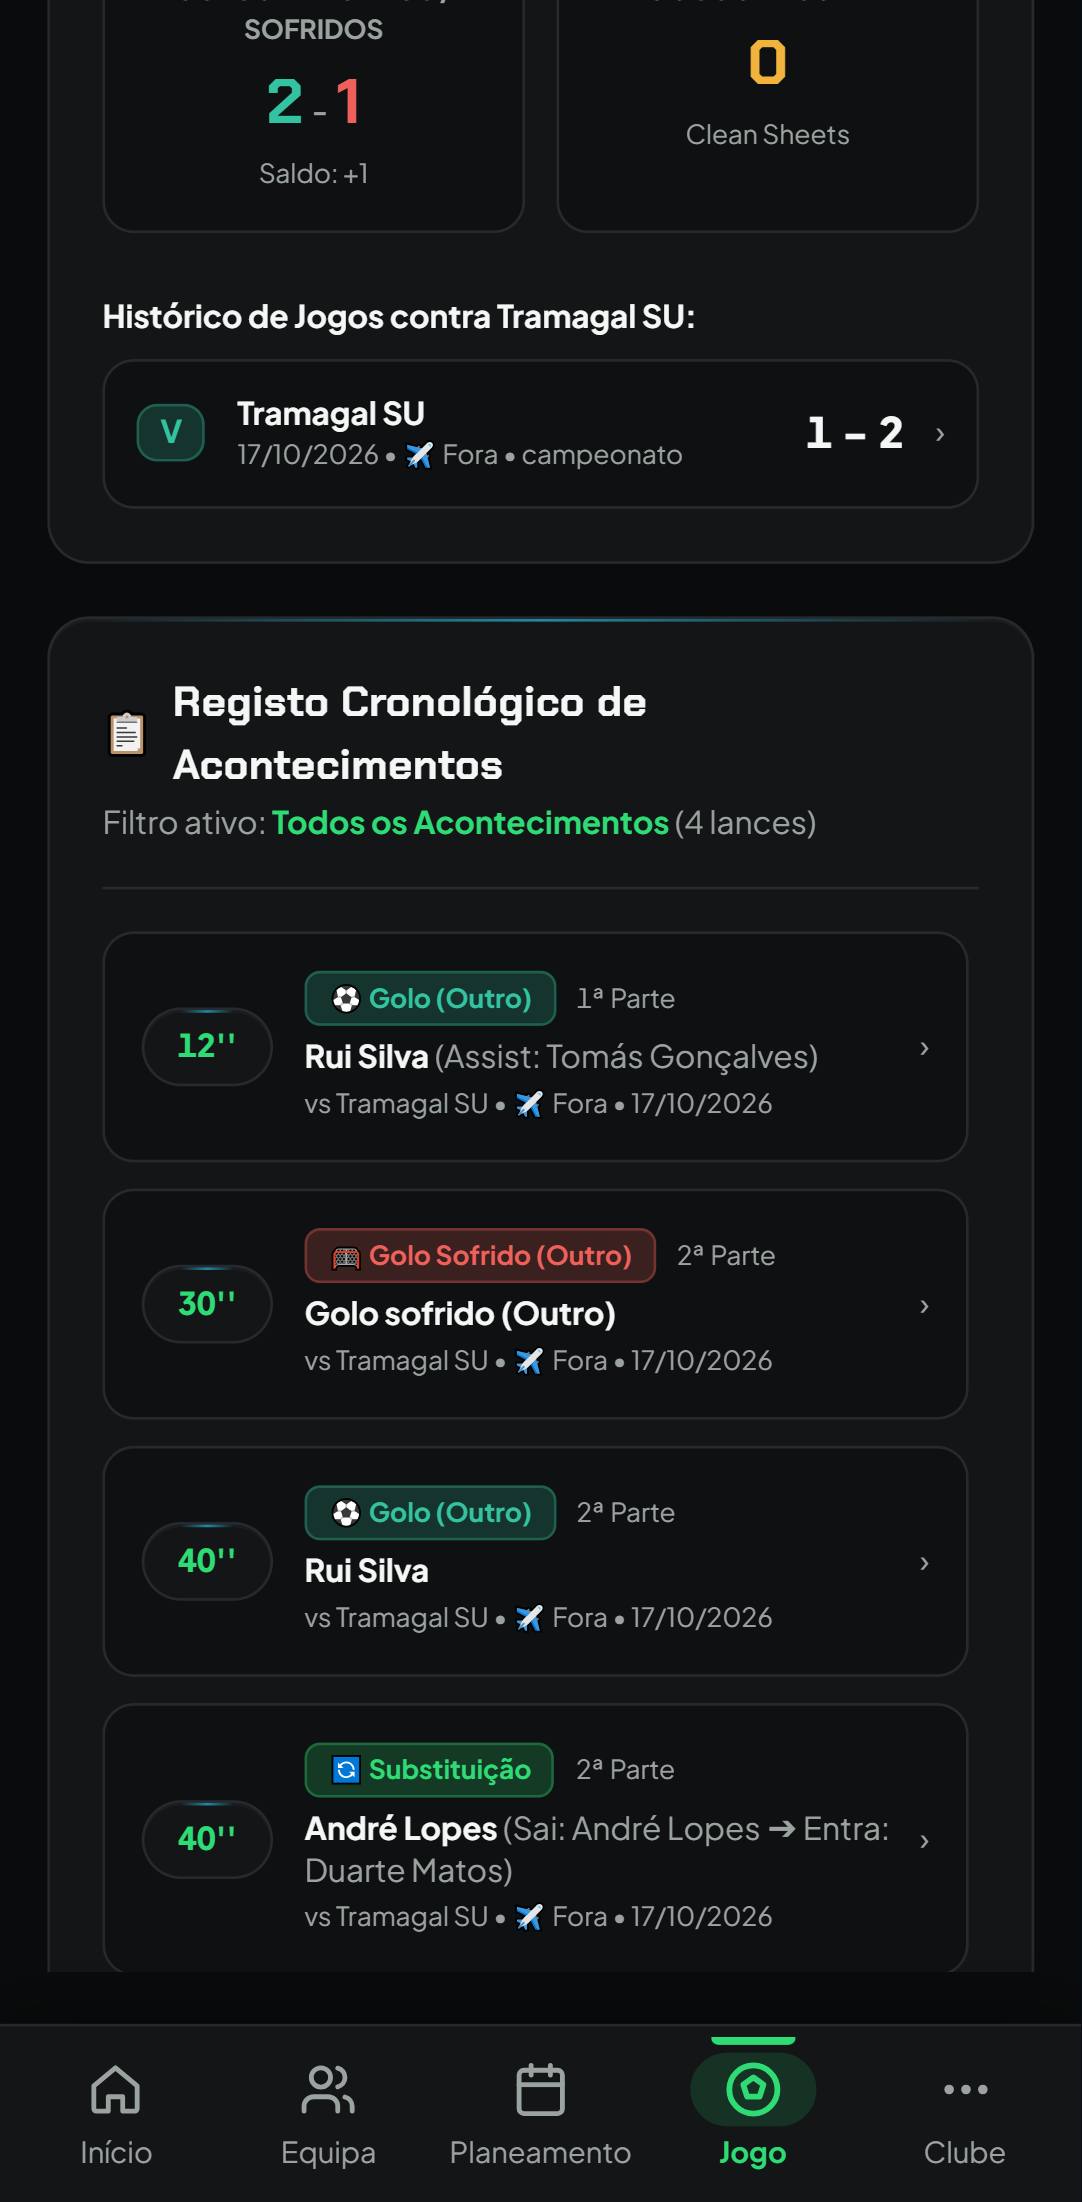 SOFRIDOS
2 - 1
Saldo: +1
0
Clean Sheets
Histórico de Jogos contra Tramagal SU:
V
Tramagal SU
17/10/2026 • ✈️ Fora • campeonato
1 – 2 ›
Registo Cronológico de
Acontecimentos
Filtro ativo: Todos os Acontecimentos (4 lances)
12''
Golo (Outro) 1ª Parte
Rui Silva (Assist: Tomás Gonçalves)
vs Tramagal SU • ✈️ Fora • 17/10/2026
30''
Golo Sofrido (Outro) 2ª Parte
Golo sofrido (Outro)
vs Tramagal SU • ✈️ Fora • 17/10/2026
40''
Golo (Outro) 2ª Parte
Rui Silva
vs Tramagal SU • ✈️ Fora • 17/10/2026
40''
Substituição 2ª Parte
André Lopes (Sai: André Lopes ➔ Entra:
Duarte Matos)
vs Tramagal SU • ✈️ Fora • 17/10/2026
Início
Equipa
Planeamento
Jogo
Clube